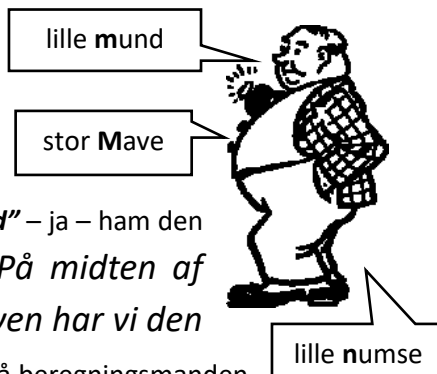 lille mund
stor Mave
d” – ja – ham den
På midten af
ven har vi den
lille numse
å beregningsmanden